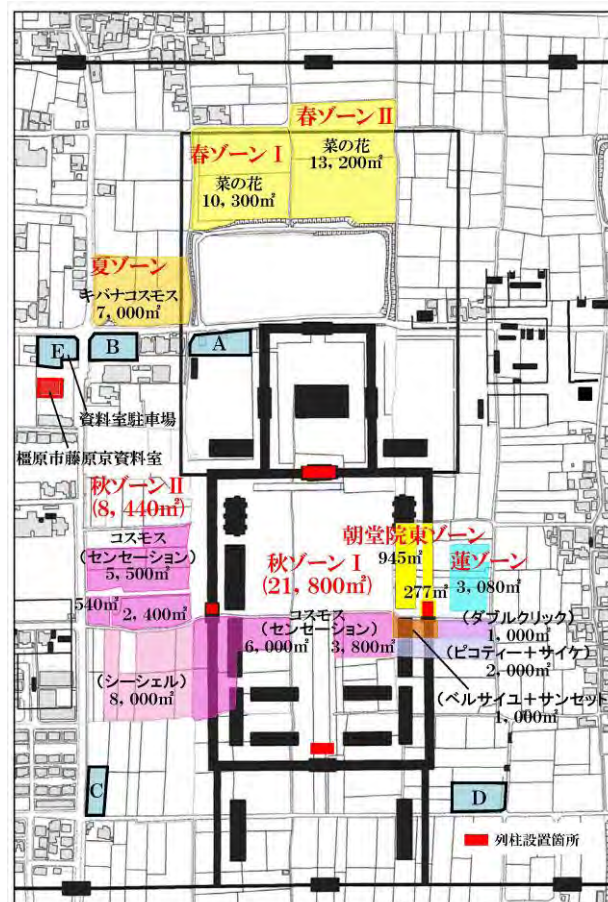 春ゾーンⅡ
菜の花
13, 200㎡
春ゾーンⅠ
菜の花
10, 300㎡
夏ゾーン
キバナコスモス
7, 000㎡
E
B
A
資料室駐車場
橿原市藤原京資料室
秋ゾーンⅡ
(8, 440㎡)
コスモス
(センセーション)
5, 500㎡
540㎡
2, 400㎡
(シーシェル)
8, 000㎡
秋ゾーンⅠ
(21, 800㎡)
コスモス
(センセーション)
6, 000㎡
3, 800㎡
朝堂院東ゾーン
945㎡
277㎡
蓮ゾーン
3, 080㎡
(ダブルクリック)
1, 000㎡
(ピコティー+サイケ)
2, 000㎡
(ベルサイユ+サンセット)
1, 000㎡
C
D
列柱設置箇所